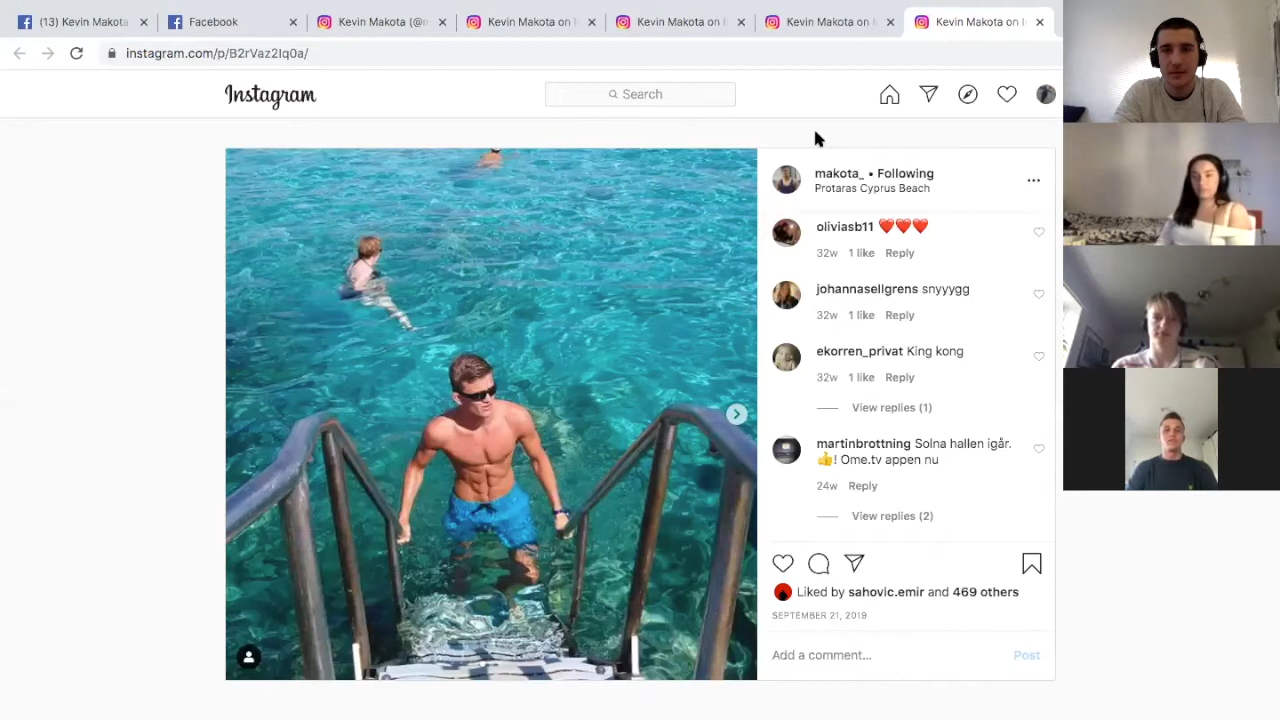 (13) Kevin Makota
Facebook
Kevin Makota (@
Kevin Makota on I
Kevin Makota on I
Kevin Makota on I
Kevin Makota on I
instagram.com/p/B2rVaz2Iq0a/
Instagram
Search
makota_ • Following
Protaras Cyprus Beach
oliviasb11 ❤️❤️❤️
32w 1 like Reply
johannasellgrens snyyygg
32w 1 like Reply
ekorren_privat King kong
32w 1 like Reply
View replies (1)
martinbrottning Solna hallen igår.
👍! Ome.tv appen nu
24w Reply
View replies (2)
Liked by sahovic.emir and 469 others
SEPTEMBER 21, 2019
Add a comment...
Post